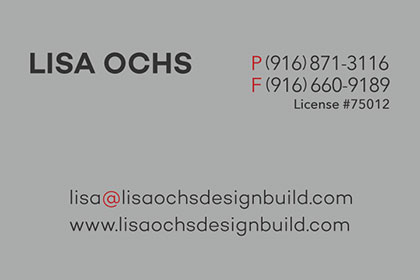 LISA OCHS
P (916) 871-3116
F (916) 660-9189
License #75012
lisa@lisaochsdesignbuild.com
www.lisaochsdesignbuild.com